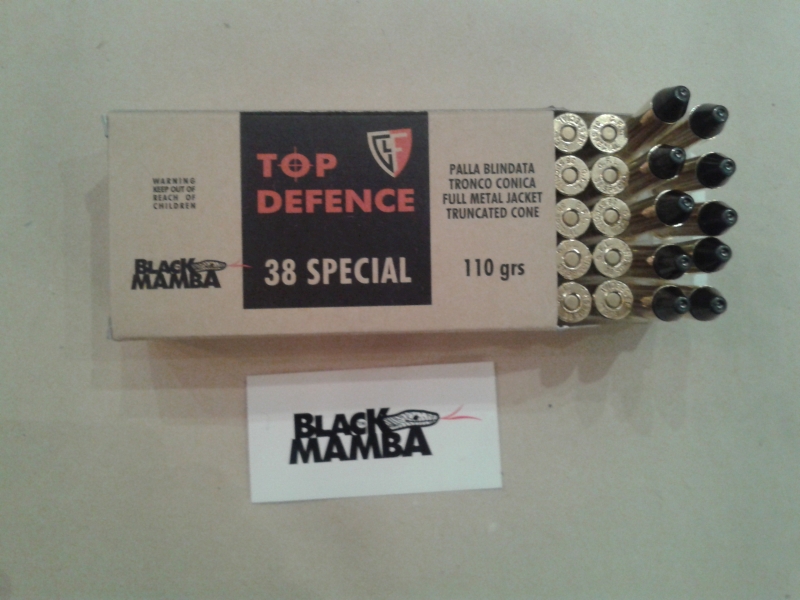 WARNING
KEEP OUT OF
REACH OF
CHILDREN
BLACK
MAMBA
TOP
DEFENCE
38 SPECIAL
PALLA BLINDATA
TRONCO CONICA
FULL METAL JACKET
TRUNCATED CONE
110 grs
BLACK
MAMBA